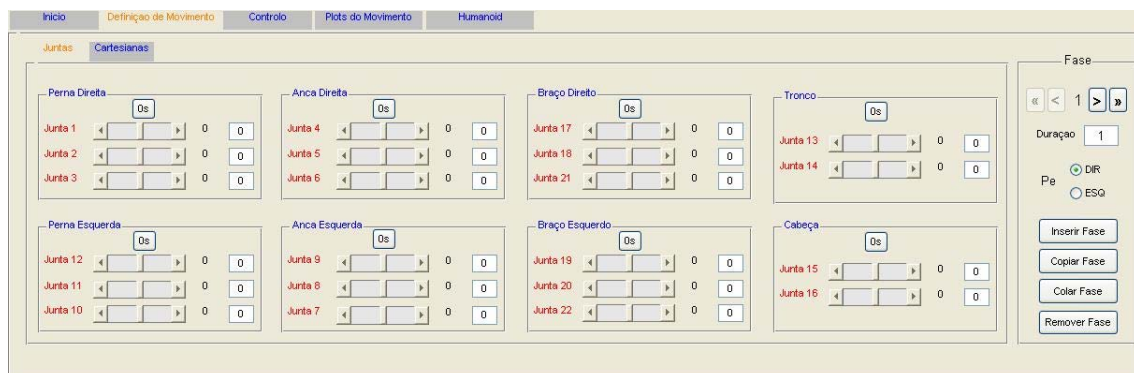 Inicio Definiçao de Movimento Controlo Plots do Movimento Humanoid
Juntas Cartesianas
Perna Direita
0s
Junta 1 0 0
Junta 2 0 0
Junta 3 0 0
Anca Direita
0s
Junta 4 0 0
Junta 5 0 0
Junta 6 0 0
Braço Direito
0s
Junta 17 0 0
Junta 18 0 0
Junta 21 0 0
Tronco
0s
Junta 13 0 0
Junta 14 0 0
Perna Esquerda
0s
Junta 12 0 0
Junta 11 0 0
Junta 10 0 0
Anca Esquerda
0s
Junta 9 0 0
Junta 8 0 0
Junta 7 0 0
Braço Esquerdo
0s
Junta 19 0 0
Junta 20 0 0
Junta 22 0 0
Cabeça
0s
Junta 15 0 0
Junta 16 0 0
Fase
« < 1 > »
Duraçao 1
Pe
DIR
ESQ
Inserir Fase
Copiar Fase
Colar Fase
Remover Fase